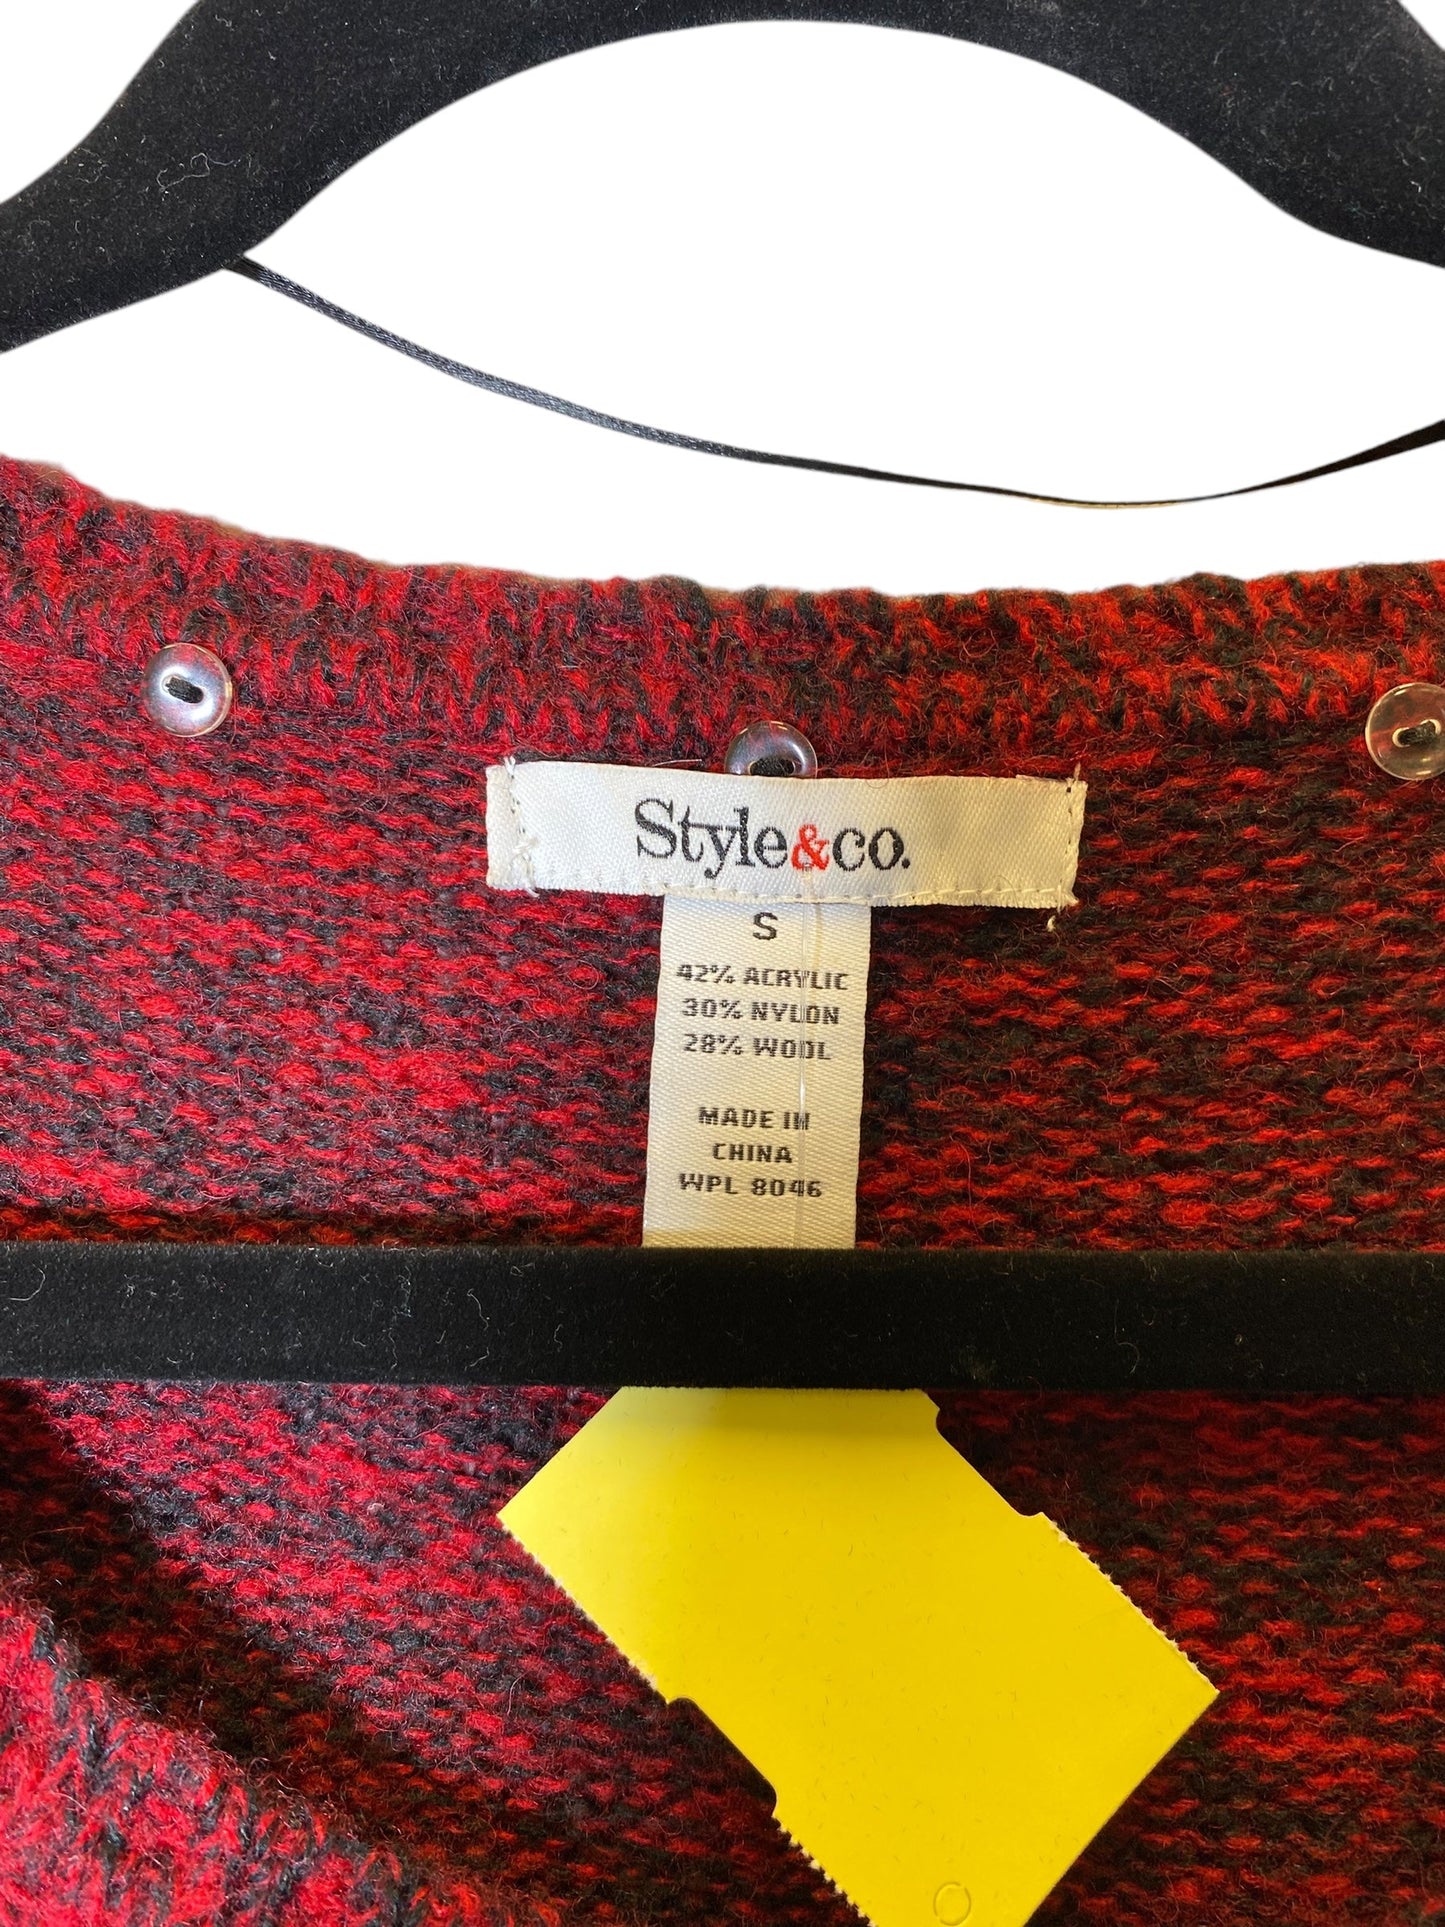 Style&co.
S
42% ACRYLIC
30% NYLON
28% WOOL
MADE IN
CHINA
WPL 8046